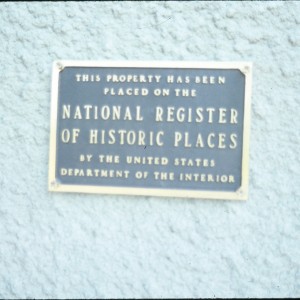 THIS PROPERTY HAS BEEN
PLACED ON THE
NATIONAL REGISTER
OF HISTORIC PLACES
BY THE UNITED STATES
DEPARTMENT OF THE INTERIOR